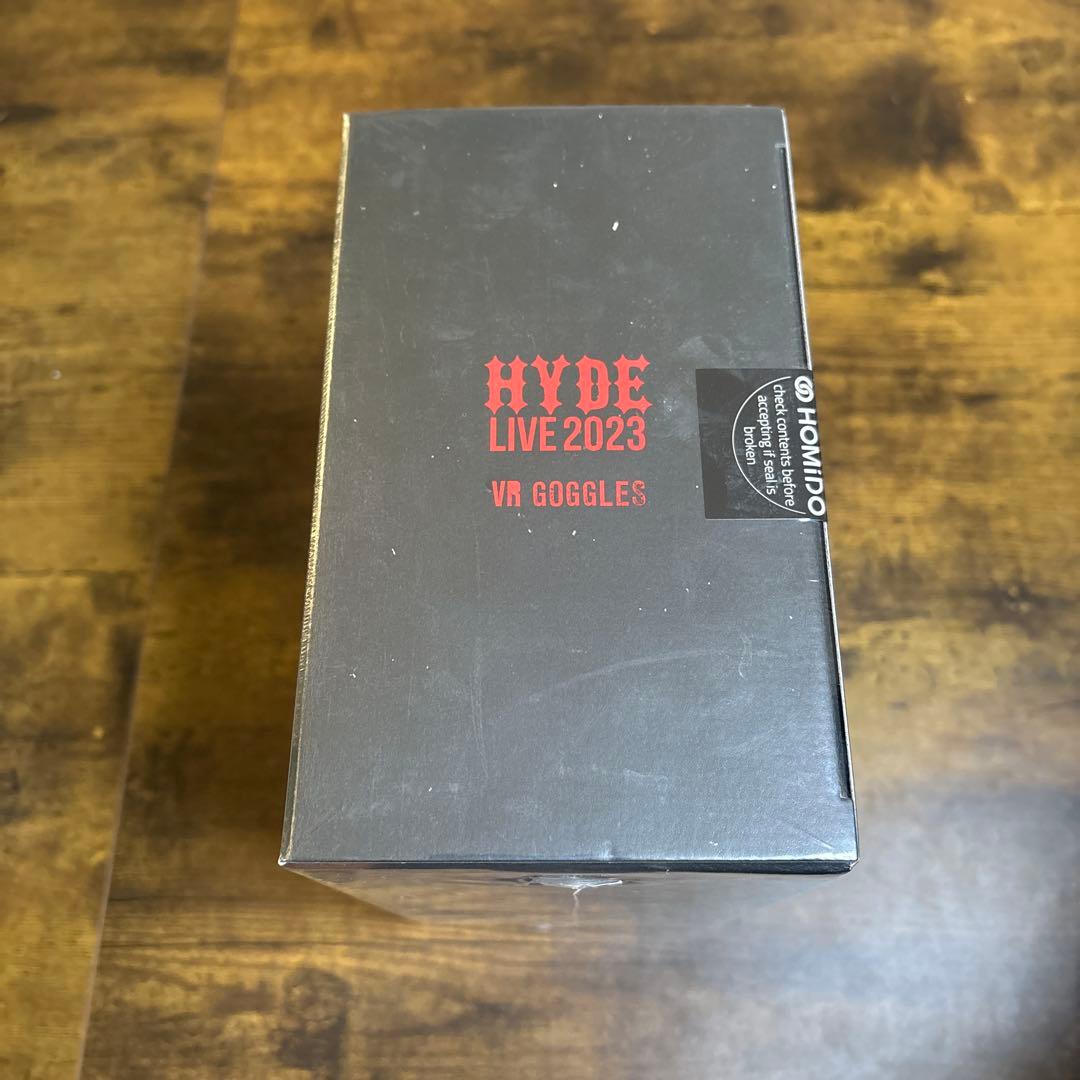 HYDE
LIVE 2023
VR GOGGLES
HOMiDO
check contents before
accepting if seal is
broken